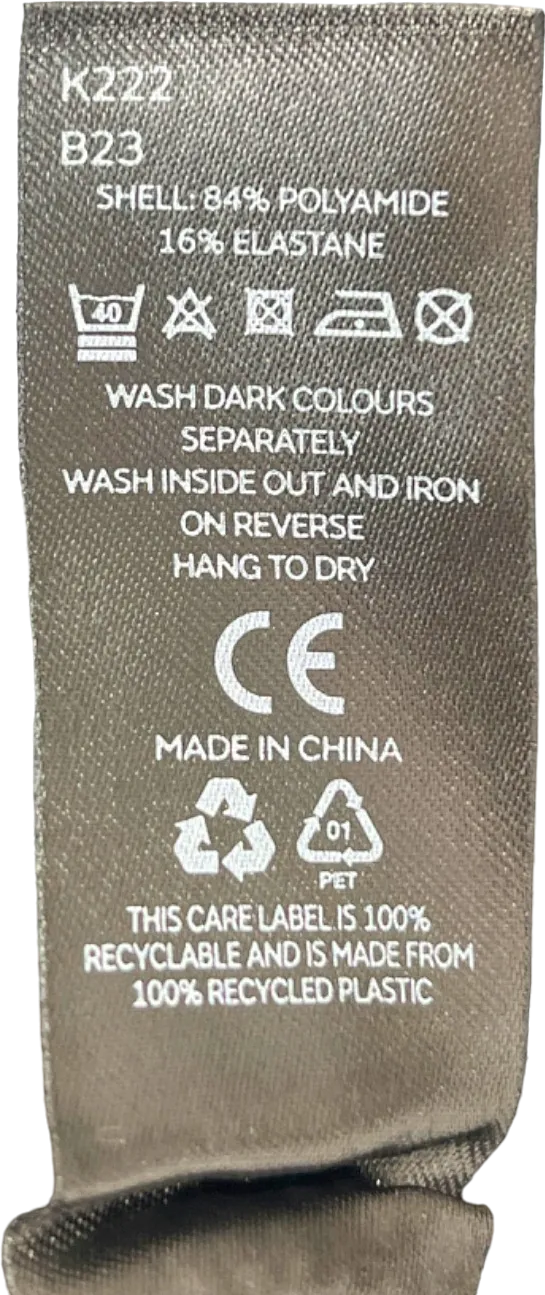 K222
B23
SHELL: 84% POLYAMIDE
16% ELASTANE
40
WASH DARK COLOURS
SEPARATELY
WASH INSIDE OUT AND IRON
ON REVERSE
HANG TO DRY
CE
MADE IN CHINA
01
PET
THIS CARE LABEL IS 100%
RECYCLABLE AND IS MADE FROM
100% RECYCLED PLASTIC